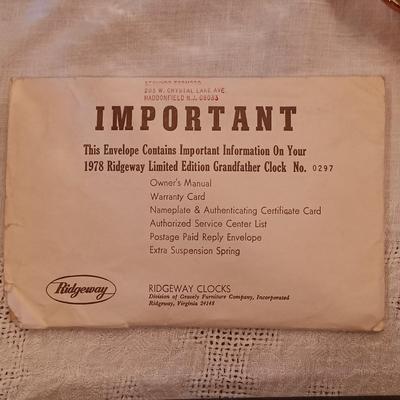 203 W. CRYSTAL LAKE AVE.
HADDONFIELD N.J. 08033
IMPORTANT
This Envelope Contains Important Information On Your
1978 Ridgeway Limited Edition Grandfather Clock No. 0297
Owner's Manual
Warranty Card
Nameplate & Authenticating Certificate Card
Authorized Service Center List
Postage Paid Reply Envelope
Extra Suspension Spring
Ridgeway
RIDGEWAY CLOCKS
Division of Gravely Furniture Company, Incorporated
Ridgeway, Virginia 24148